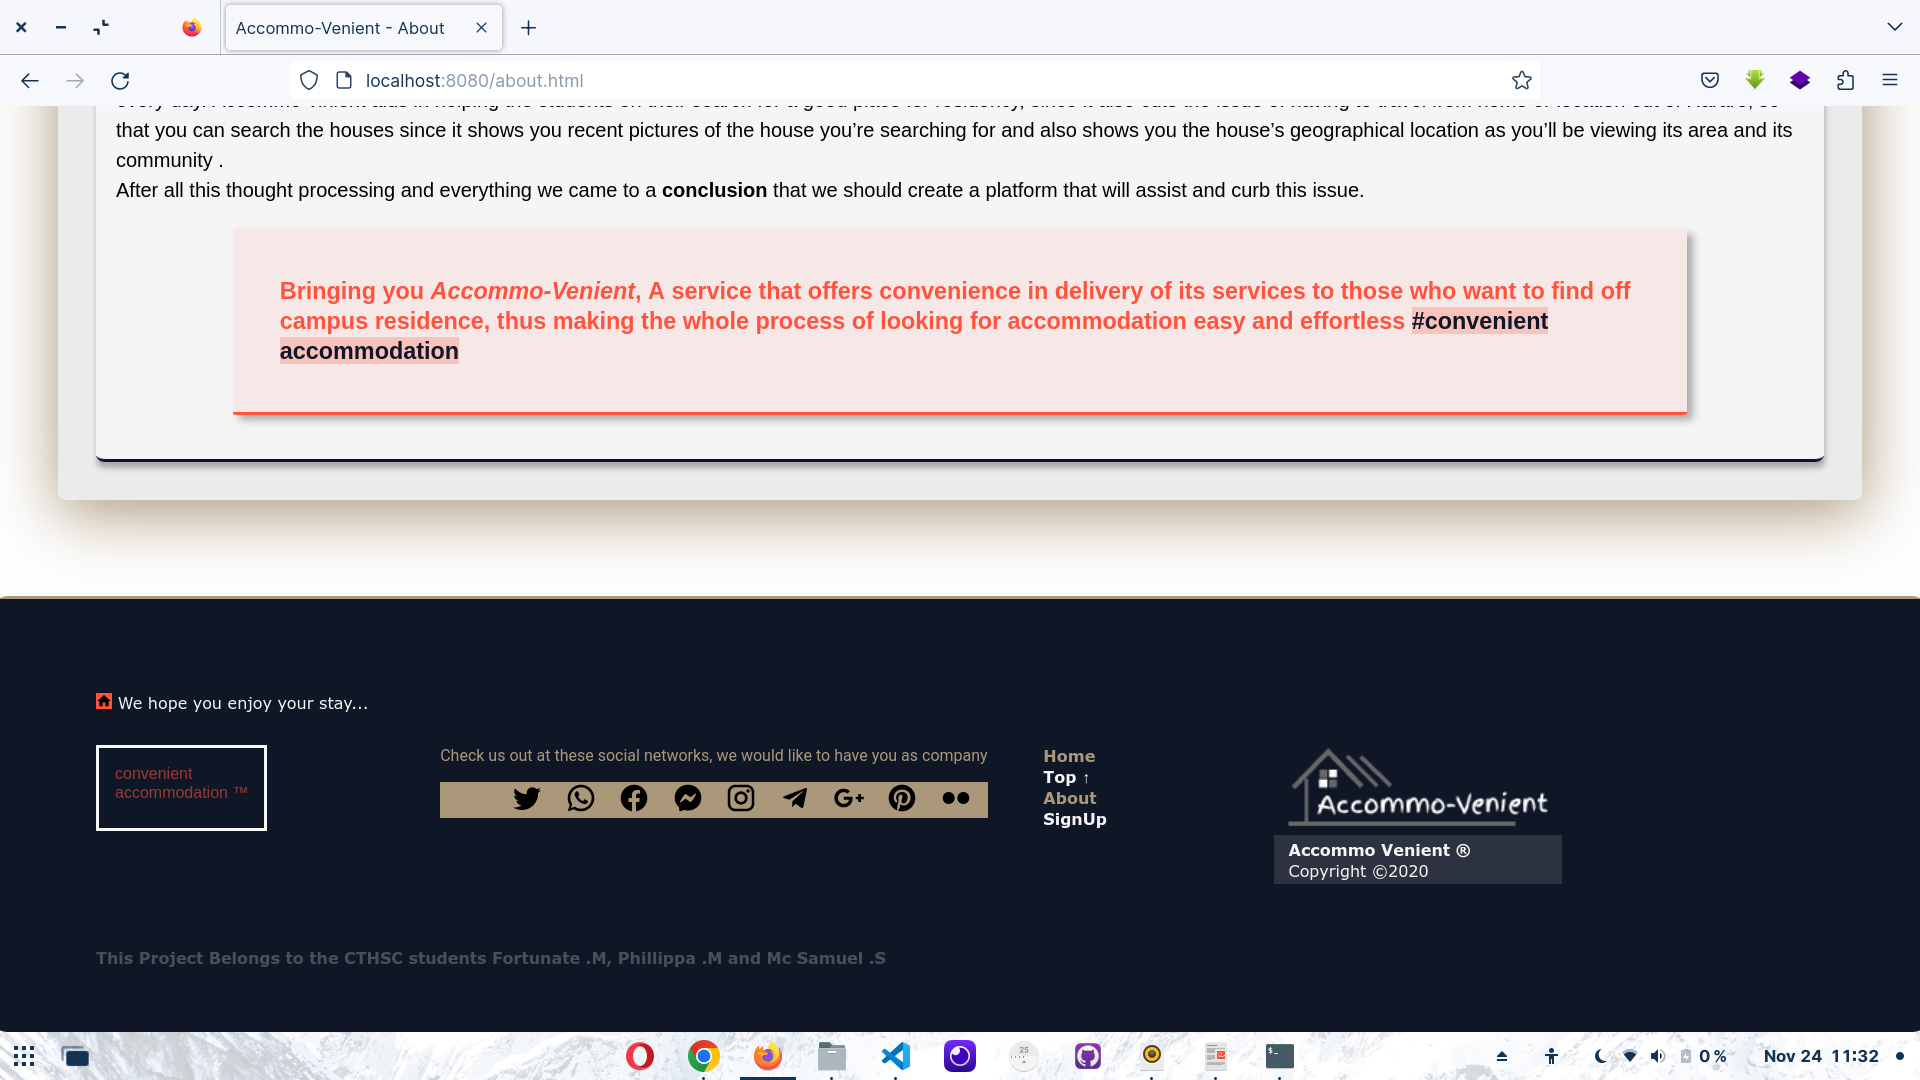 Accommo-Venient - About
localhost:8080/about.html
that you can search the houses since it shows you recent pictures of the house you’re searching for and also shows you the house’s geographical location as you’ll be viewing its area and its
community .
After all this thought processing and everything we came to a conclusion that we should create a platform that will assist and curb this issue.
Bringing you Accommo-Venient, A service that offers convenience in delivery of its services to those who want to find off
campus residence, thus making the whole process of looking for accommodation easy and effortless #convenient
accommodation
We hope you enjoy your stay...
convenient
accommodation ™
Check us out at these social networks, we would like to have you as company
Home
Top ↑
About
SignUp
Accommo-Venient
Accommo Venient ®
Copyright ©2020
This Project Belongs to the CTHSC students Fortunate .M, Phillippa .M and Mc Samuel .S
25
0 %
Nov 24 11:32